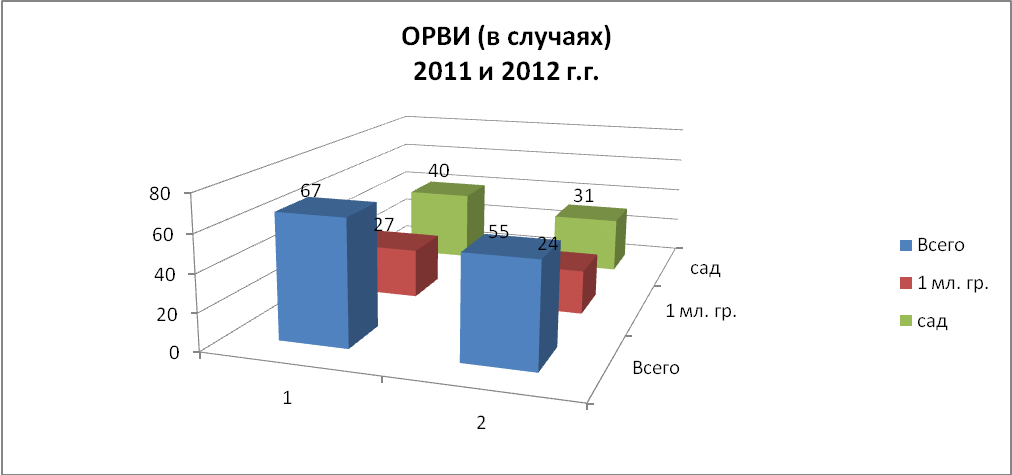 ОРВИ (в случаях)
2011 и 2012 г.г.
80
60
40
20
0
67
27
40
55
24
31
1
2
сад
1 мл. гр.
Всего
Всего
1 мл. гр.
сад